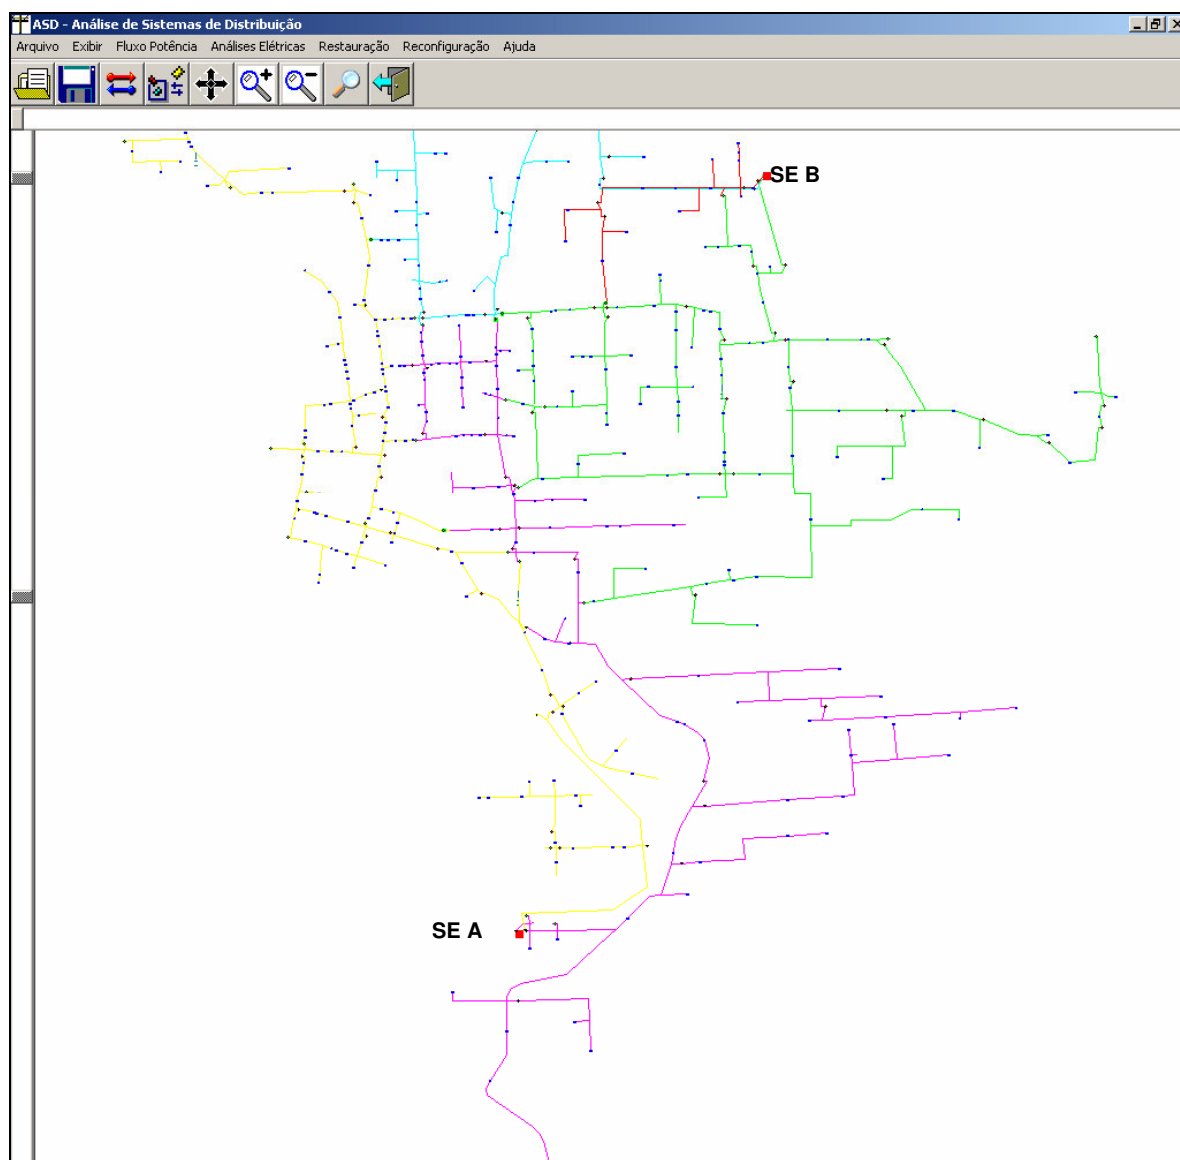 ASD - Análise de Sistemas de Distribuição
Arquivo Exibir Fluxo Potência Análises Elétricas Restauração Reconfiguração Ajuda
SE B
SE A